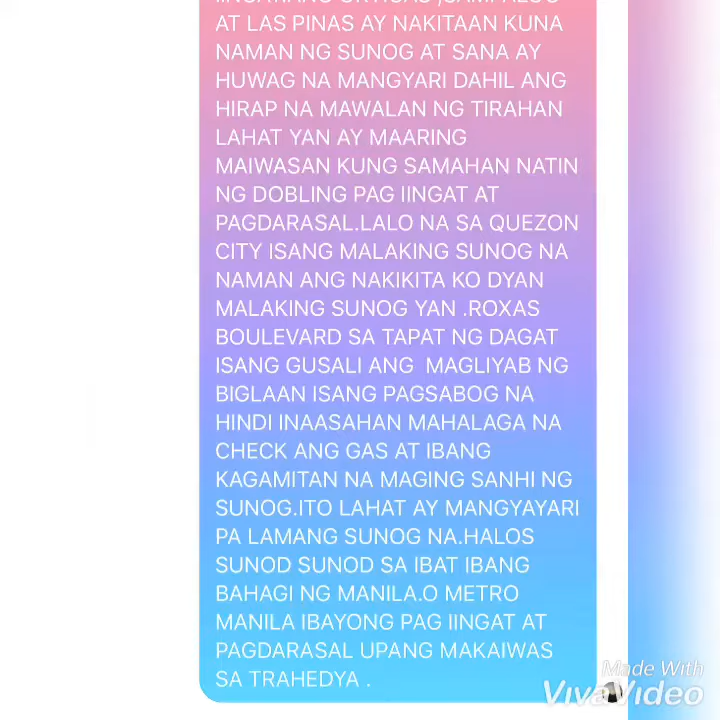 AT LAS PINAS AY NAKITAAN KUNA
NAMAN NG SUNOG AT SANA AY
HUWAG NA MANGYARI DAHIL ANG
HIRAP NA MAWALAN NG TIRAHAN
LAHAT YAN AY MAARING
MAIWASAN KUNG SAMAHAN NATIN
NG DOBLING PAG IINGAT AT
PAGDARASAL.LALO NA SA QUEZON
CITY ISANG MALAKING SUNOG NA
NAMAN ANG NAKIKITA KO DYAN
MALAKING SUNOG YAN .ROXAS
BOULEVARD SA TAPAT NG DAGAT
ISANG GUSALI ANG  MAGLIYAB NG
BIGLAAN ISANG PAGSABOG NA
HINDI INAASAHAN MAHALAGA NA
CHECK ANG GAS AT IBANG
KAGAMITAN NA MAGING SANHI NG
SUNOG.ITO LAHAT AY MANGYAYARI
PA LAMANG SUNOG NA.HALOS
SUNOD SUNOD SA IBAT IBANG
BAHAGI NG MANILA.O METRO
MANILA IBAYONG PAG IINGAT AT
PAGDARASAL UPANG MAKAIWAS
SA TRAHEDYA .
Made With
VivaVideo